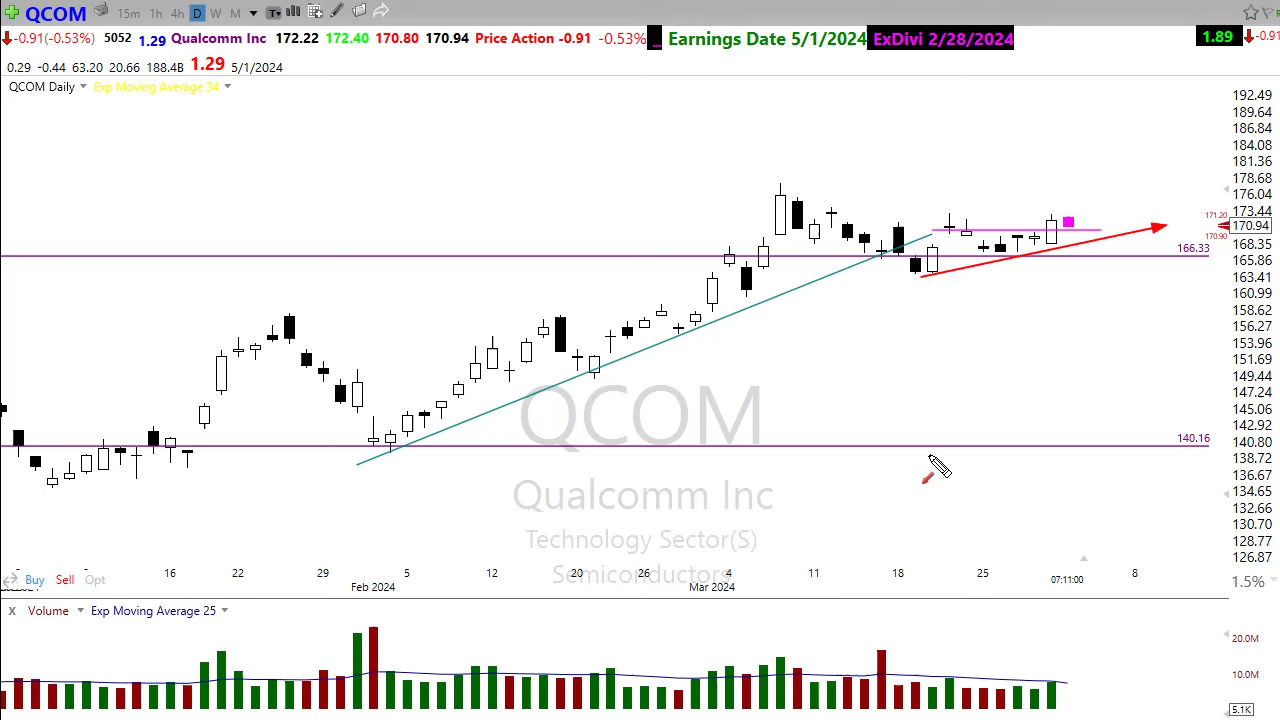 QCOM 15m 1h 4h D W M T
-0.91(-0.53%) 5052 1.29 Qualcomm Inc 172.22 172.40 170.80 170.94 Price Action -0.91 -0.53% ... Earnings Date 5/1/2024 ExDivi 2/28/2024 1.89 -0.91
0.29 -0.44 63.20 20.66 188.4B 1.29 5/1/2024
QCOM Daily Exp Moving Average 34
192.49
189.64
186.84
184.08
181.36
178.68
176.04
173.44
171.20
170.94
170.90
168.35
166.33
165.86
163.41
160.99
158.62
156.27
153.96
151.69
149.44
147.24
145.06
142.92
140.80
140.16
138.72
136.67
134.65
132.66
130.70
128.77
126.87
QCOM
Qualcomm Inc
Technology Sector(S)
Semiconductors
16 22 29 5 12 20 26 4 11 18 25 07:11:00 8
Buy Sell Opt
1.5%
Feb 2024 Mar 2024
X Volume Exp Moving Average 25
20.0M
10.0M
5.1K